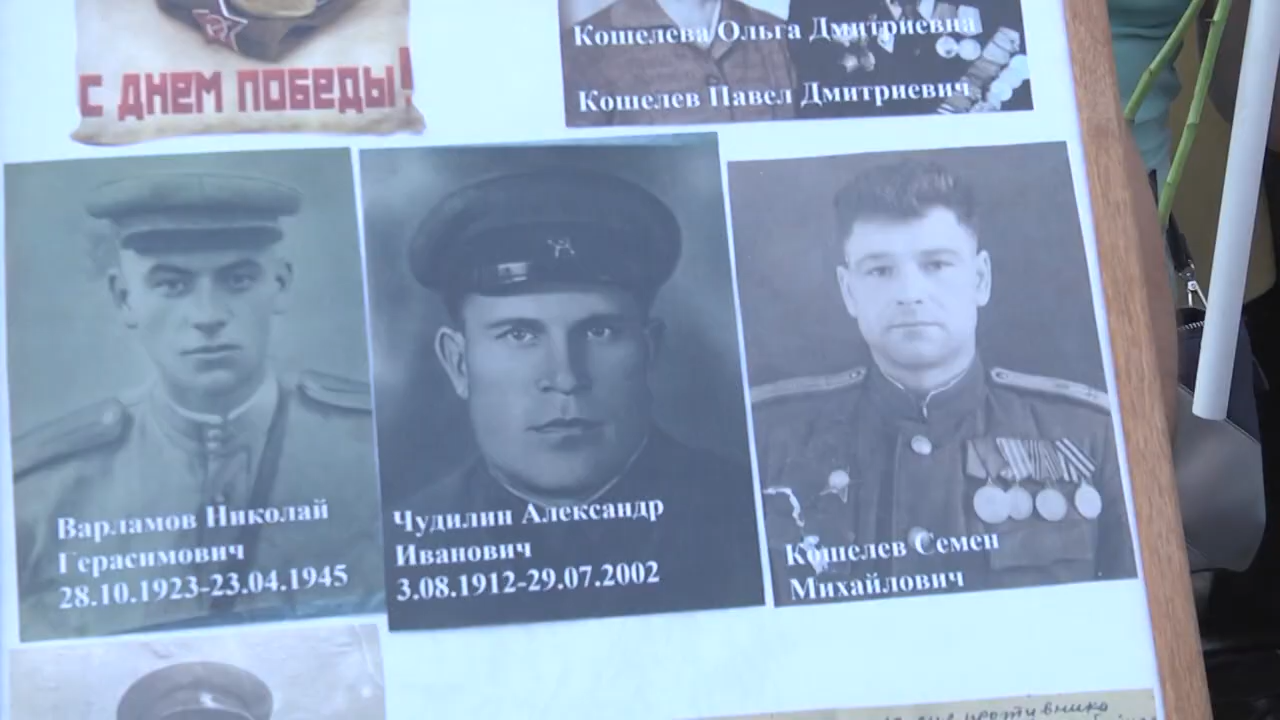 С ДНЕМ ПОБЕДЫ!
Кошелева Ольга Дмитриевна
Кошелев Павел Дмитриевич
Варламов Николай
Герасимович
28.10.1923-23.04.1945
Чудилин Александр
Иванович
3.08.1912-29.07.2002
Кошелев Семен
Михайлович
противника